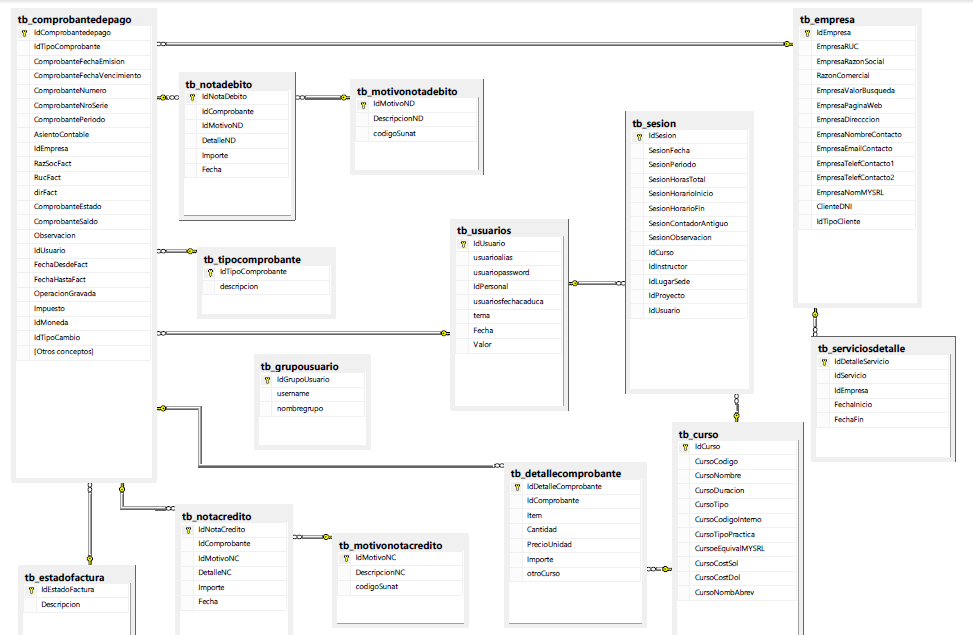 tb_comprobantedepago
IdComprobantedepago
IdTipoComprobante
ComprobanteFechaEmision
ComprobanteFechaVencimiento
ComprobanteNumero
ComprobanteNroSerie
ComprobantePeriodo
AsientoContable
IdEmpresa
RazSocFact
RucFact
dirFact
ComprobanteEstado
ComprobanteSaldo
Observacion
IdUsuario
FechaDesdeFact
FechaHastaFact
OperacionGravada
Impuesto
IdMoneda
IdTipoCambio
[Otros conceptos]
tb_notadebito
IdNotaDebito
IdComprobante
IdMotivoND
DetalleND
Importe
Fecha
tb_motivonotadebito
IdMotivoND
DescripcionND
codigoSunat
tb_tipocomprobante
IdTipoComprobante
descripcion
tb_usuarios
IdUsuario
usuarioalias
usuariopassword
IdPersonal
usuariosfechacaduca
tema
Fecha
Valor
tb_sesion
IdSesion
SesionFecha
SesionPeriodo
SesionHorasTotal
SesionHorarioInicio
SesionHorarioFin
SesionContadorAntiguo
SesionObservacion
IdCurso
IdInstructor
IdLugarSede
IdProyecto
IdUsuario
tb_empresa
IdEmpresa
EmpresaRUC
EmpresaRazonSocial
RazonComercial
EmpresaValorBusqueda
EmpresaPaginaWeb
EmpresaDirecccion
EmpresaNombreContacto
EmpresaEmailContacto
EmpresaTelefContacto1
EmpresaTelefContacto2
EmpresaNomMYSRL
ClienteDNI
IdTipoCliente
tb_serviciosdetalle
IdDetalleServicio
IdServicio
IdEmpresa
FechaInicio
FechaFin
tb_grupousuario
IdGrupoUsuario
username
nombregrupo
tb_detallecomprobante
IdDetalleComprobante
IdComprobante
Item
Cantidad
PrecioUnidad
Importe
otroCurso
tb_curso
IdCurso
CursoCodigo
CursoNombre
CursoDuracion
CursoTipo
CursoCodigoInterno
CursoTipoPractica
CursoeEquivalMYSRL
CursoCostSol
CursoCostDol
CursoNombAbrev
tb_notacredito
IdNotaCredito
IdComprobante
IdMotivoNC
DetalleNC
Importe
Fecha
tb_motivonotacredito
IdMotivoNC
DescripcionNC
codigoSunat
tb_estadofactura
IdEstadoFactura
Descripcion